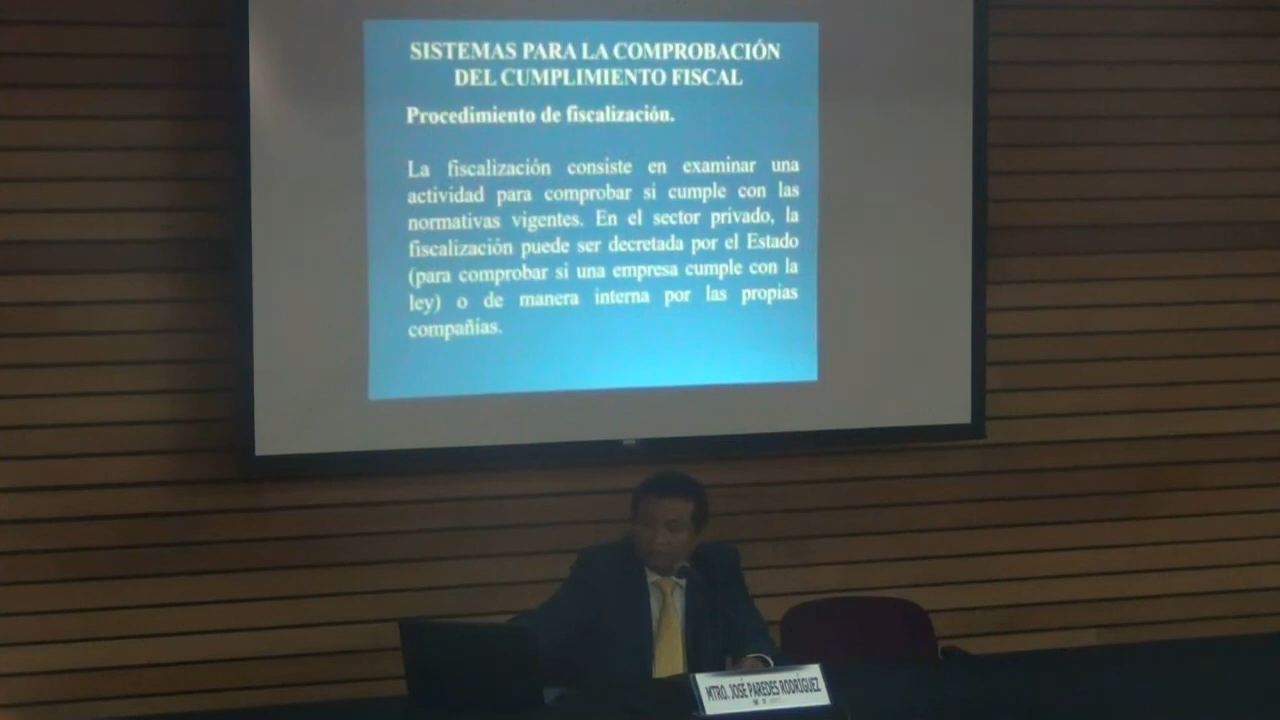 SISTEMAS PARA LA COMPROBACIÓN
DEL CUMPLIMIENTO FISCAL
Procedimiento de fiscalización.
La fiscalización consiste en examinar una
actividad para comprobar si cumple con las
normativas vigentes. En el sector privado, la
fiscalización puede ser decretada por el Estado
(para comprobar si una empresa cumple con la
ley) o de manera interna por las propias
compañías.
MTRO. JOSÉ PAREDES RODRÍGUEZ